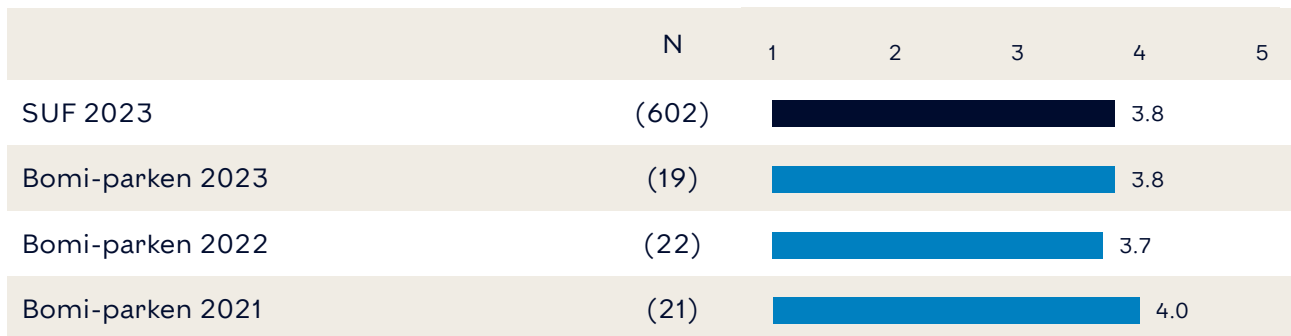 N 1 2 3 4 5
SUF 2023 (602) 3.8
Bomi-parken 2023 (19) 3.8
Bomi-parken 2022 (22) 3.7
Bomi-parken 2021 (21) 4.0